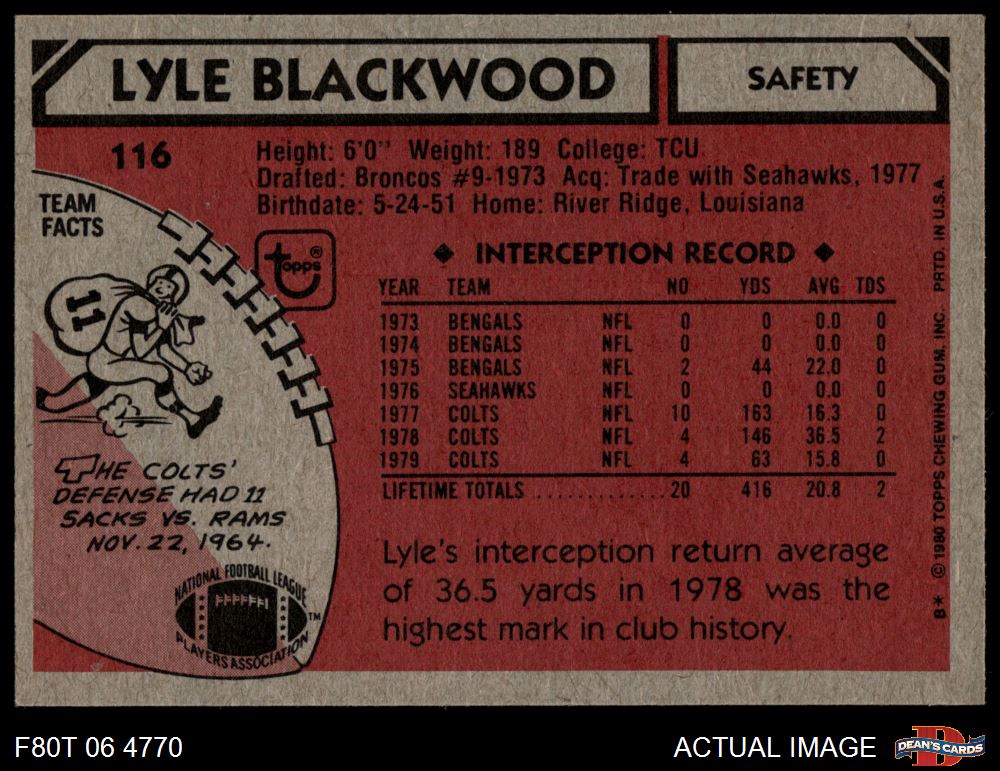 LYLE BLACKWOOD
SAFETY
116
Height: 6'0" Weight: 189 College: TCU
Drafted: Broncos #9-1973 Acq: Trade with Seahawks, 1977
Birthdate: 5-24-51 Home: River Ridge, Louisiana
TEAM
FACTS
topps®
11
THE COLTS'
DEFENSE HAD 11
SACKS VS. RAMS
NOV. 22, 1964.
NATIONAL FOOTBALL LEAGUE
PLAYERS ASSOCIATION
TM
◆ INTERCEPTION RECORD ◆
YEAR TEAM NO YDS AVG TDS
1973 BENGALS NFL 0 0 0.0 0
1974 BENGALS NFL 0 0 0.0 0
1975 BENGALS NFL 2 44 22.0 0
1976 SEAHAWKS NFL 0 0 0.0 0
1977 COLTS NFL 10 163 16.3 0
1978 COLTS NFL 4 146 36.5 2
1979 COLTS NFL 4 63 15.8 0
LIFETIME TOTALS ..............20 416 20.8 2
Lyle's interception return average
of 36.5 yards in 1978 was the
highest mark in club history.
B* © 1980 TOPPS CHEWING GUM, INC. PRTD. IN U.S.A.
F80T 06 4770
ACTUAL IMAGE
DEAN'S CARDS